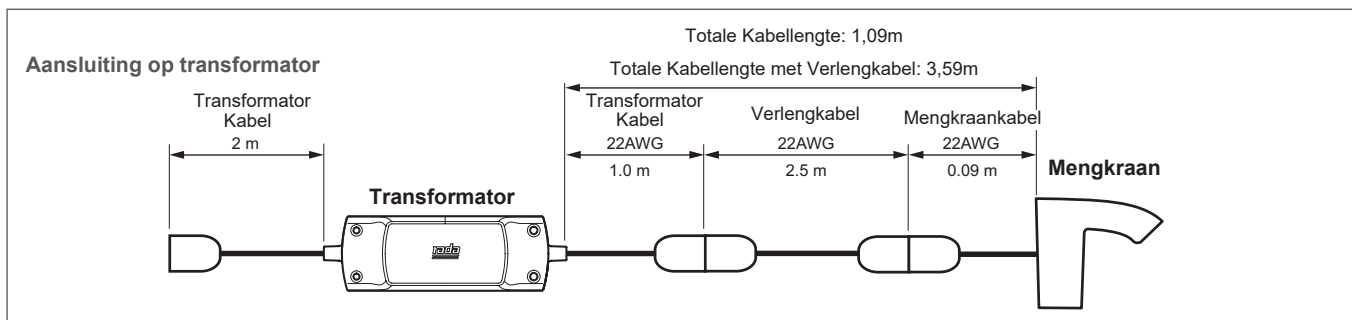 Totale Kabellengte: 1,09m
Aansluiting op transformator
Totale Kabellengte met Verlengkabel: 3,59m
Transformator
Kabel
2 m
Transformator
Kabel
22AWG
1.0 m
Verlengkabel
22AWG
2.5 m
Mengkraankabel
22AWG
0.09 m
Mengkraan
Transformator
rada